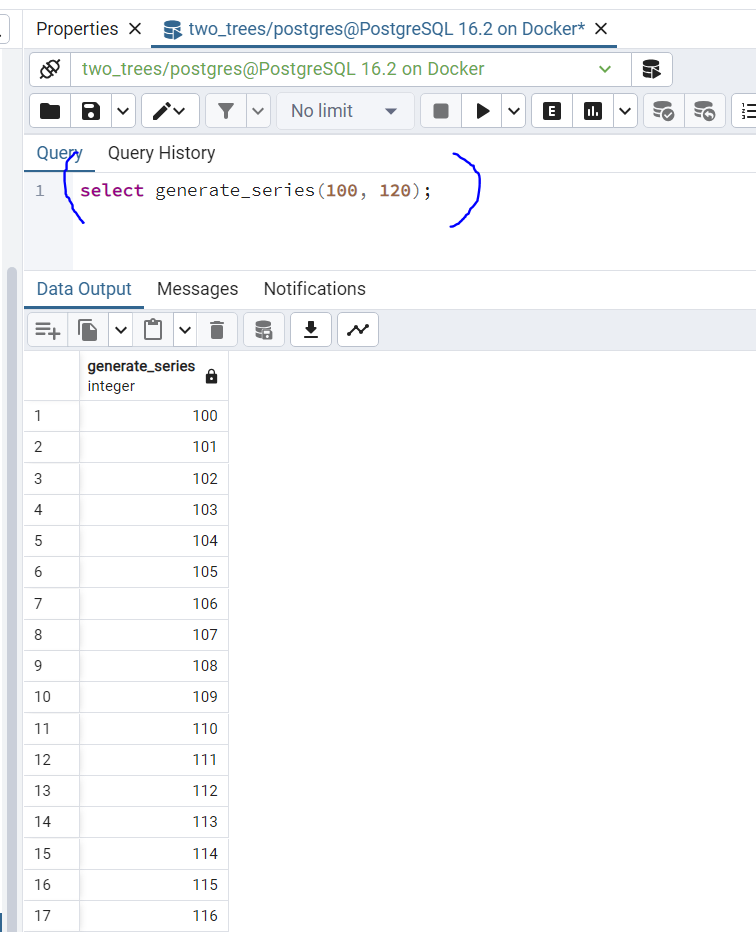 Properties
two_trees/postgres@PostgreSQL 16.2 on Docker*
two_trees/postgres@PostgreSQL 16.2 on Docker
No limit
E
Query Query History
1 select generate_series(100, 120);
Data Output Messages Notifications
generate_series
integer
1 100
2 101
3 102
4 103
5 104
6 105
7 106
8 107
9 108
10 109
11 110
12 111
13 112
14 113
15 114
16 115
17 116